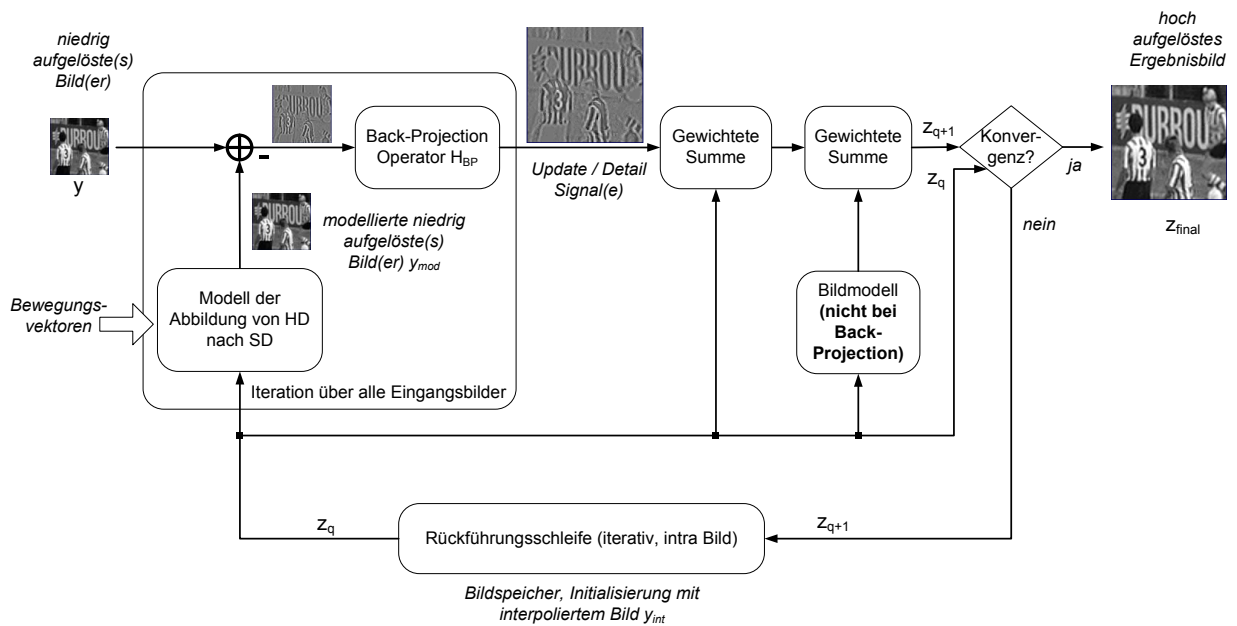 niedrig
aufgelöste(s)
Bild(er)
y
Back-Projection
Operator H_BP
Update / Detail
Signal(e)
Gewichtete
Summe
Gewichtete
Summe
z_q+1
z_q
Konver-
genz?
ja
nein
hoch
aufgelöstes
Ergebnisbild
z_final
-
modellierte niedrig
aufgelöste(s)
Bild(er) y_mod
Bewegungs-
vektoren
Modell der
Abbildung von HD
nach SD
Iteration über alle Eingangsbilder
Bildmodell
(nicht bei
Back-
Projection)
z_q
Rückführungsschleife (iterativ, intra Bild)
z_q+1
Bildspeicher, Initialisierung mit
interpoliertem Bild y_int